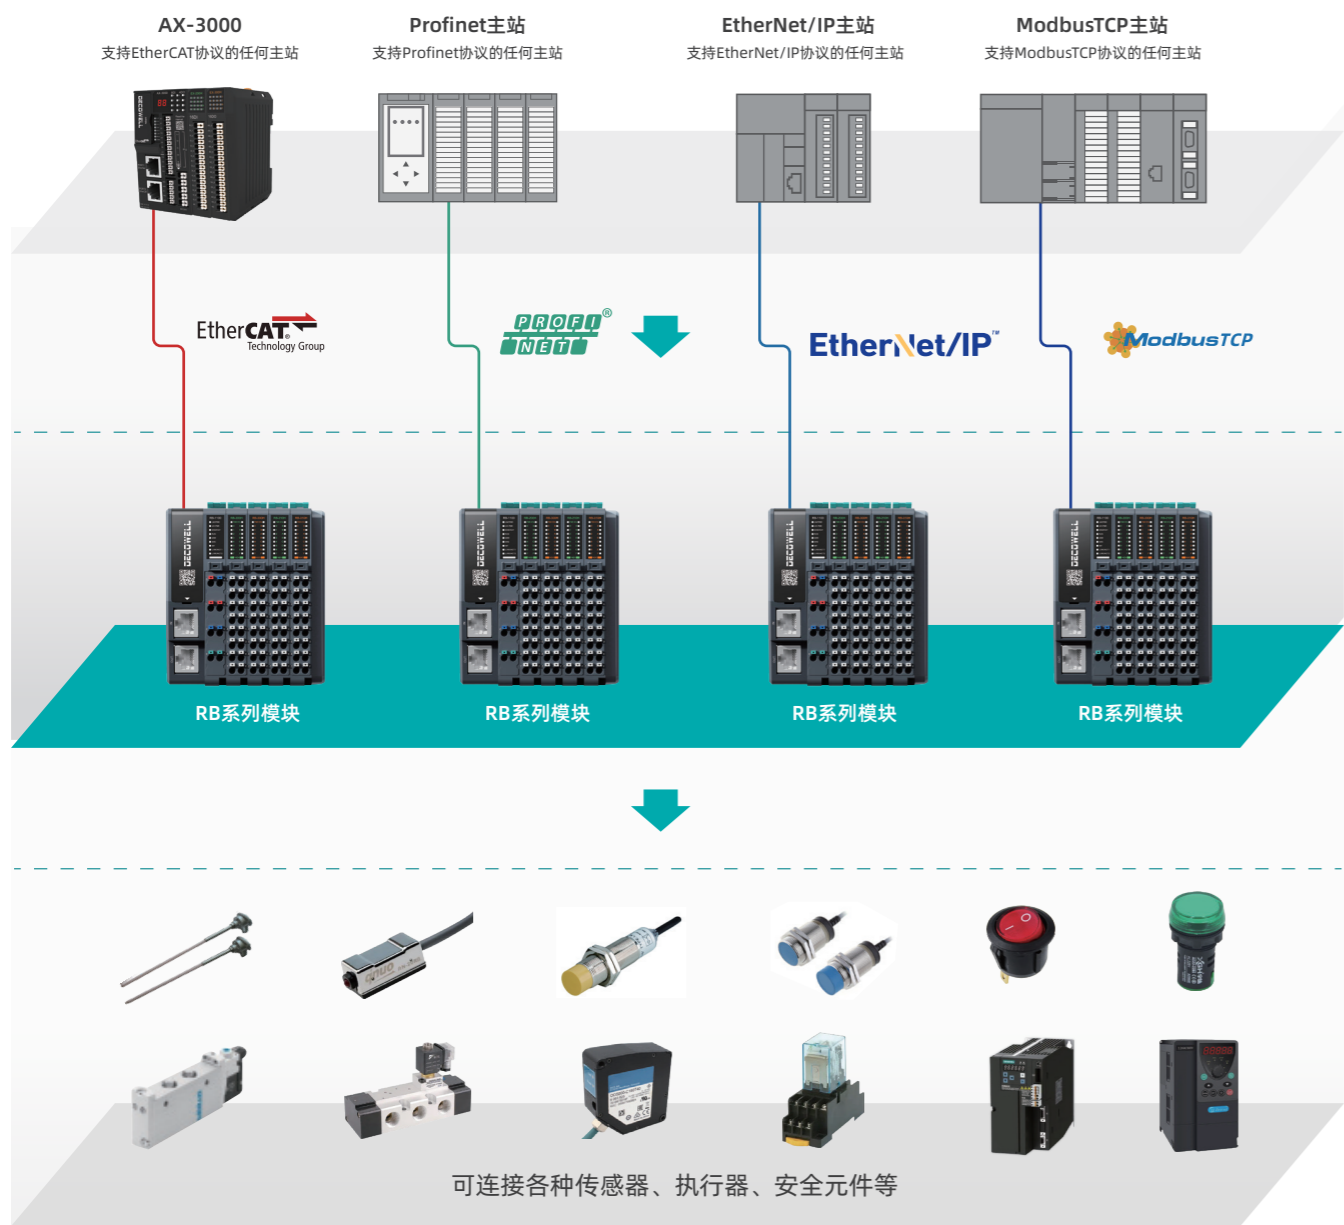 AX-3000
支持EtherCAT协议的任何主站
Profinet主站
支持Profinet协议的任何主站
EtherNet/IP主站
支持EtherNet/IP协议的任何主站
ModbusTCP主站
支持ModbusTCP协议的任何主站
DECOWELL
EtherCAT®
Technology Group
PROFI®
NET
EtherNet/IP™
ModbusTCP
DECOWELL
DECOWELL
DECOWELL
DECOWELL
RB系列模块
RB系列模块
RB系列模块
RB系列模块
可连接各种传感器、执行器、安全元件等